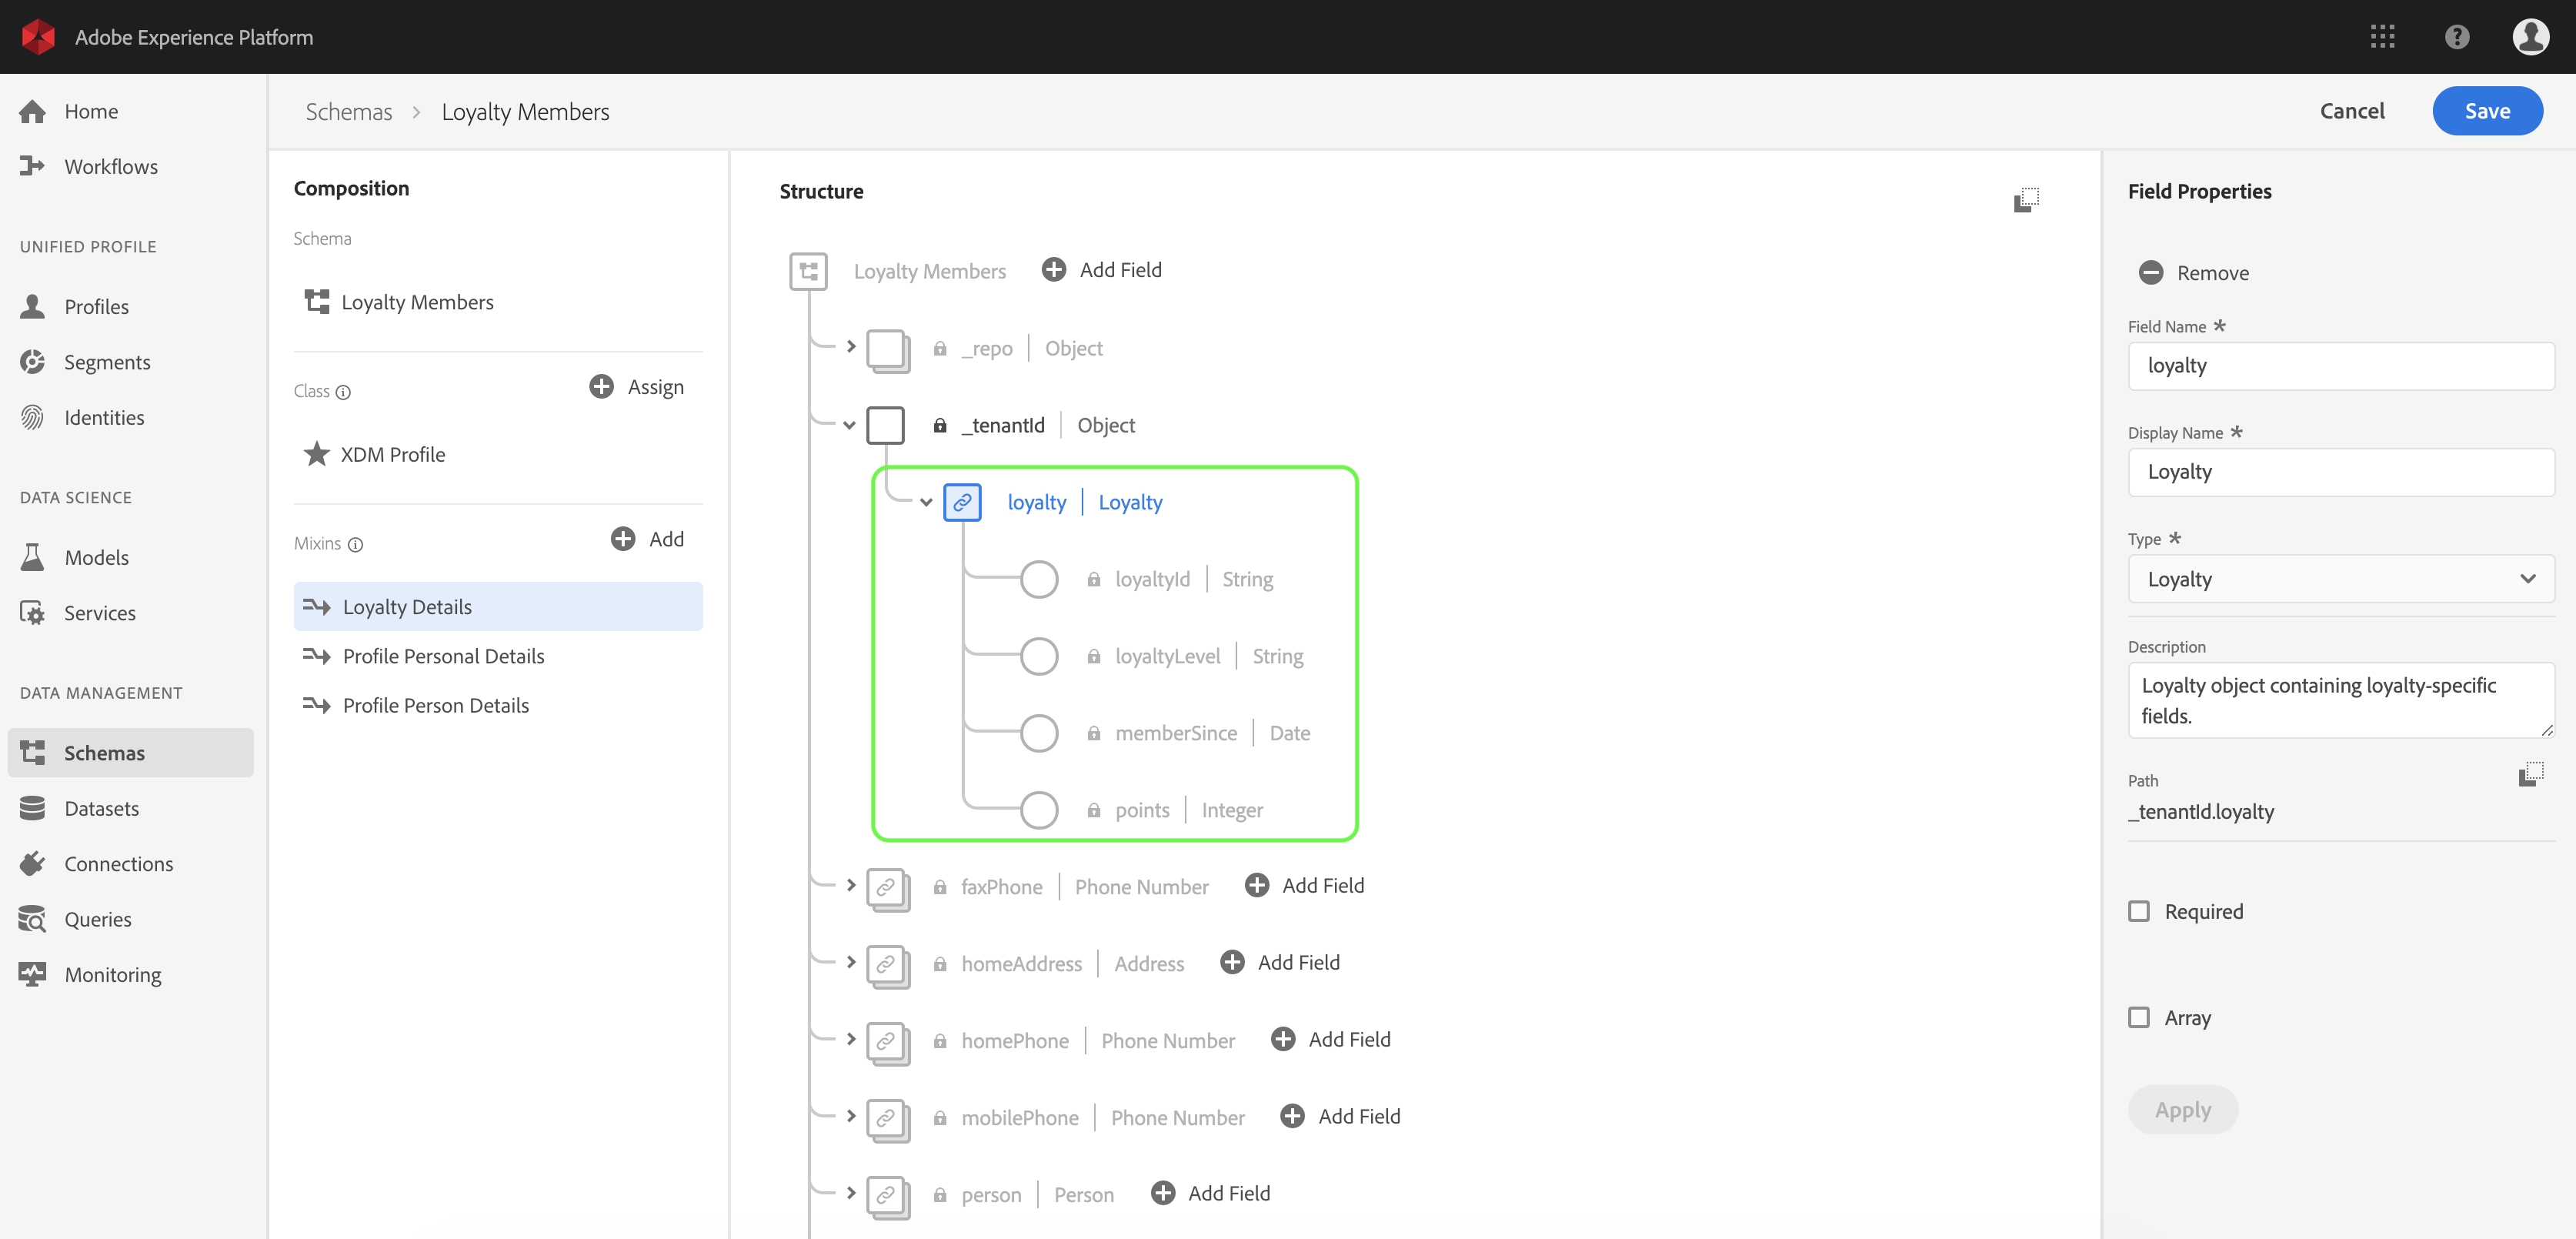 Adobe Experience Platform
Home
Workflows
UNIFIED PROFILE
Profiles
Segments
Identities
DATA SCIENCE
Models
Services
DATA MANAGEMENT
Schemas
Datasets
Connections
Queries
Monitoring
Schemas > Loyalty Members
Cancel
Save
Composition
Schema
Loyalty Members
Class
Assign
XDM Profile
Mixins
Add
Loyalty Details
Profile Personal Details
Profile Person Details
Structure
Loyalty Members Add Field
_repo | Object
_tenantId | Object
loyalty | Loyalty
loyaltyId | String
loyaltyLevel | String
memberSince | Date
points | Integer
faxPhone | Phone Number Add Field
homeAddress | Address Add Field
homePhone | Phone Number Add Field
mobilePhone | Phone Number Add Field
person | Person Add Field
Field Properties
Remove
Field Name *
loyalty
Display Name *
Loyalty
Type *
Loyalty
Description
Loyalty object containing loyalty-specific
fields.
Path
_tenantId.loyalty
Required
Array
Apply